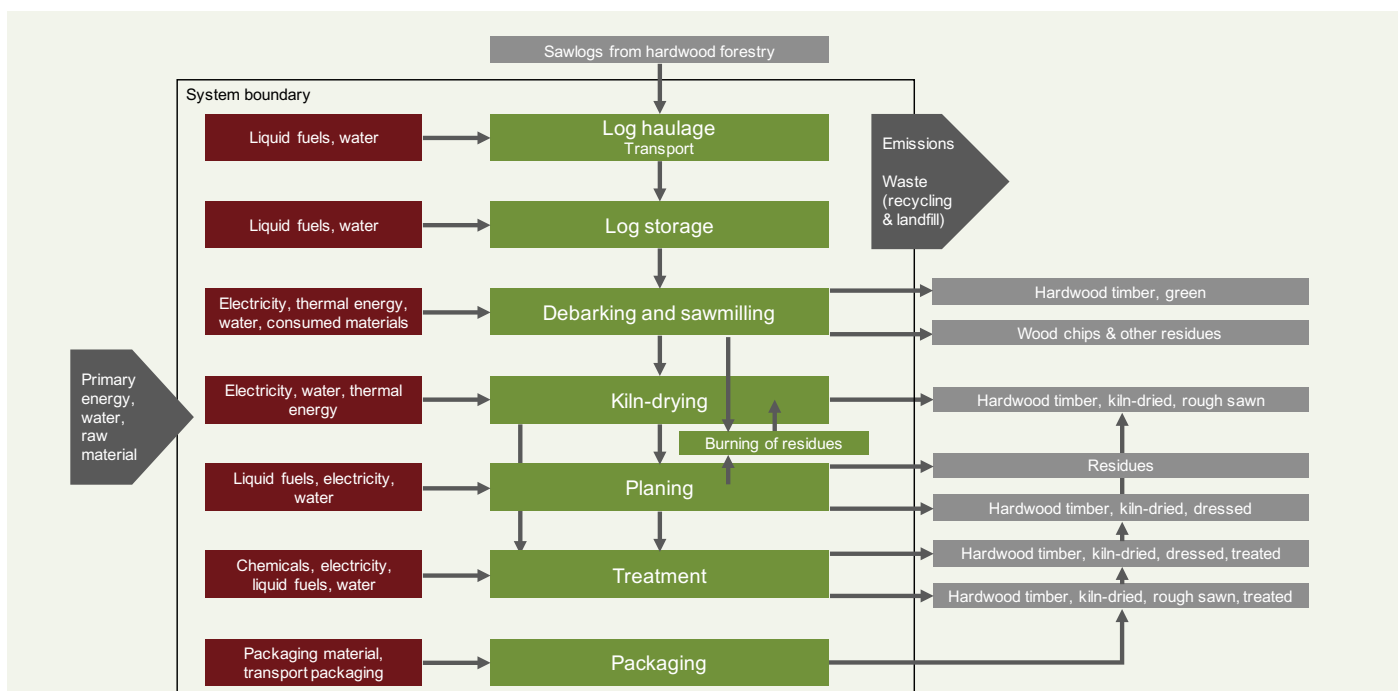 Sawlogs from hardwood forestry
System boundary
Liquid fuels, water
Log haulage
Transport
Emissions
Waste
(recycling
& landfill)
Liquid fuels, water
Log storage
Electricity, thermal energy,
water, consumed materials
Debarking and sawmilling
Hardwood timber, green
Wood chips & other residues
Primary
energy,
water,
raw
material
Electricity, water, thermal
energy
Kiln-drying
Hardwood timber, kiln-dried, rough sawn
Burning of residues
Liquid fuels, electricity,
water
Planing
Residues
Hardwood timber, kiln-dried, dressed
Chemicals, electricity,
liquid fuels, water
Treatment
Hardwood timber, kiln-dried, dressed, treated
Hardwood timber, kiln-dried, rough sawn, treated
Packaging material,
transport packaging
Packaging